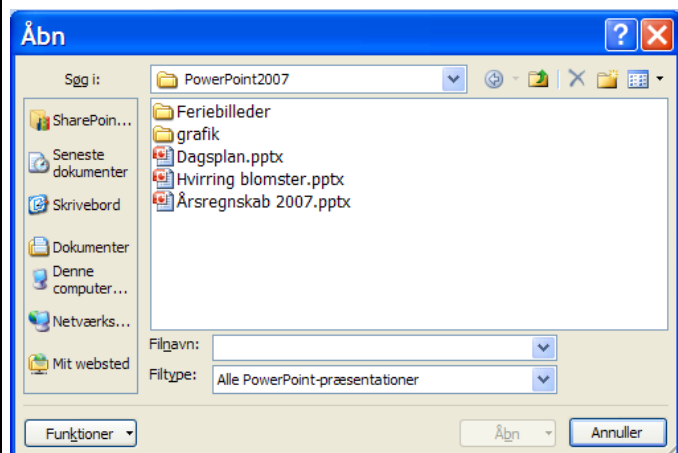 Åbn
Søg i:
PowerPoint2007
SharePoin...
Seneste
dokumenter
Skrivebord
Dokumenter
Denne
computer...
Netværks...
Mit websted
Feriebilleder
grafik
Dagsplan.pptx
Hvirring blomster.pptx
Årsregnskab 2007.pptx
Filnavn:
Filtype:
Alle PowerPoint-præsentationer
Funktioner
Åbn
Annuller